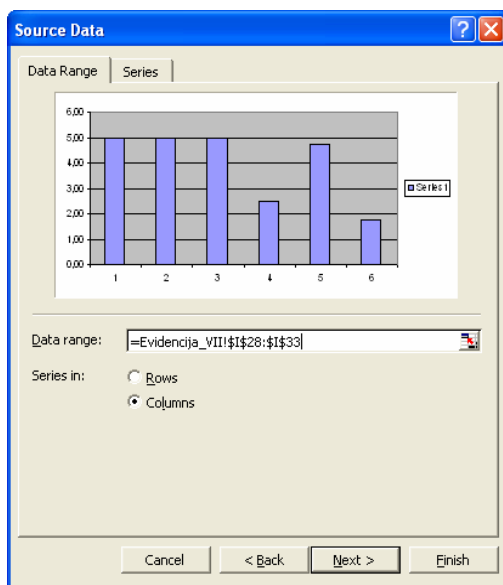 Source Data
Data Range Series
6,00
5,00
4,00
3,00
2,00
1,00
0,00
1 2 3 4 5 6
Series1
Data range: =Evidencija_VII!$I$28:$I$33
Series in: Rows
Columns
Cancel < Back Next > Finish